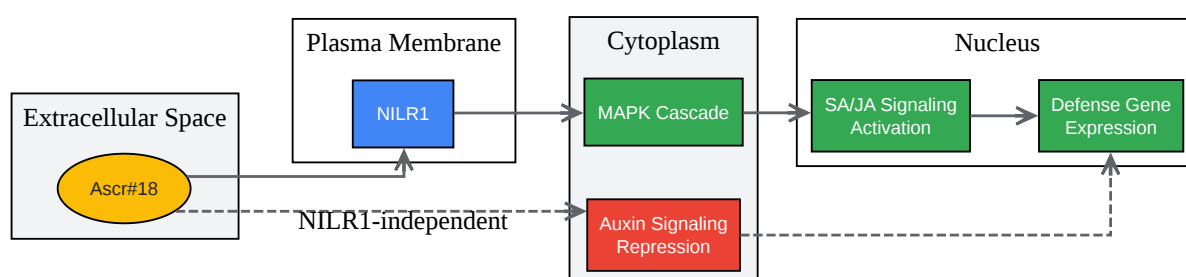 Plasma Membrane
NILR1
Cytoplasm
MAPK Cascade
Nucleus
SA/JA Signaling
Activation
Defense Gene
Expression
Extracellular Space
Ascr#18
NILR1-independent
Auxin Signaling
Repression